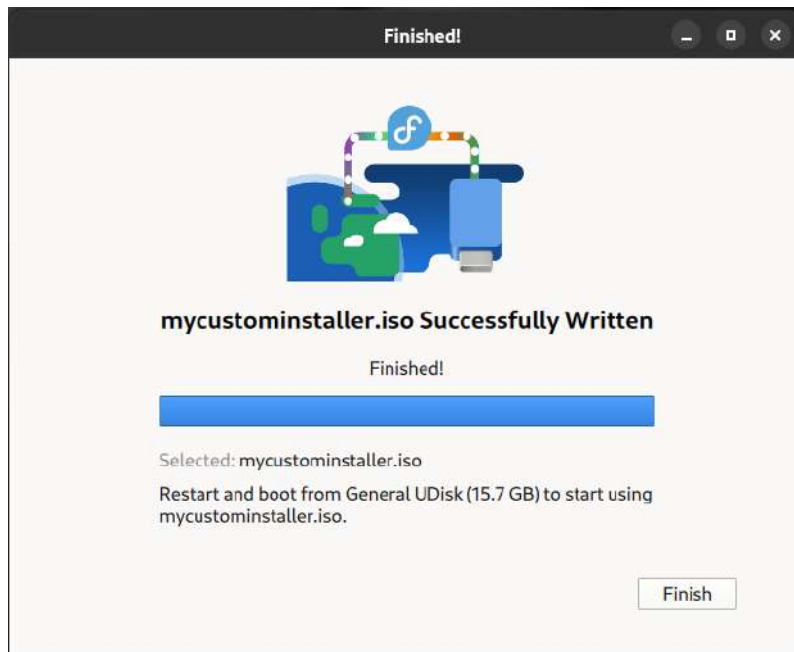 Finished!
mycustominstaller.iso Successfully Written
Finished!
Selected: mycustominstaller.iso
Restart and boot from General UDisk (15.7 GB) to start using
mycustominstaller.iso.
Finish